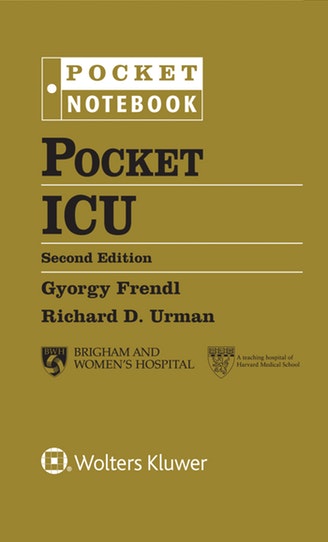 POCKET
NOTEBOOK
POCKET
ICU
Second Edition
Gyorgy Frendl
Richard D. Urman
BWH
BRIGHAM AND
WOMEN'S HOSPITAL
A teaching hospital of
Harvard Medical School
Wolters Kluwer